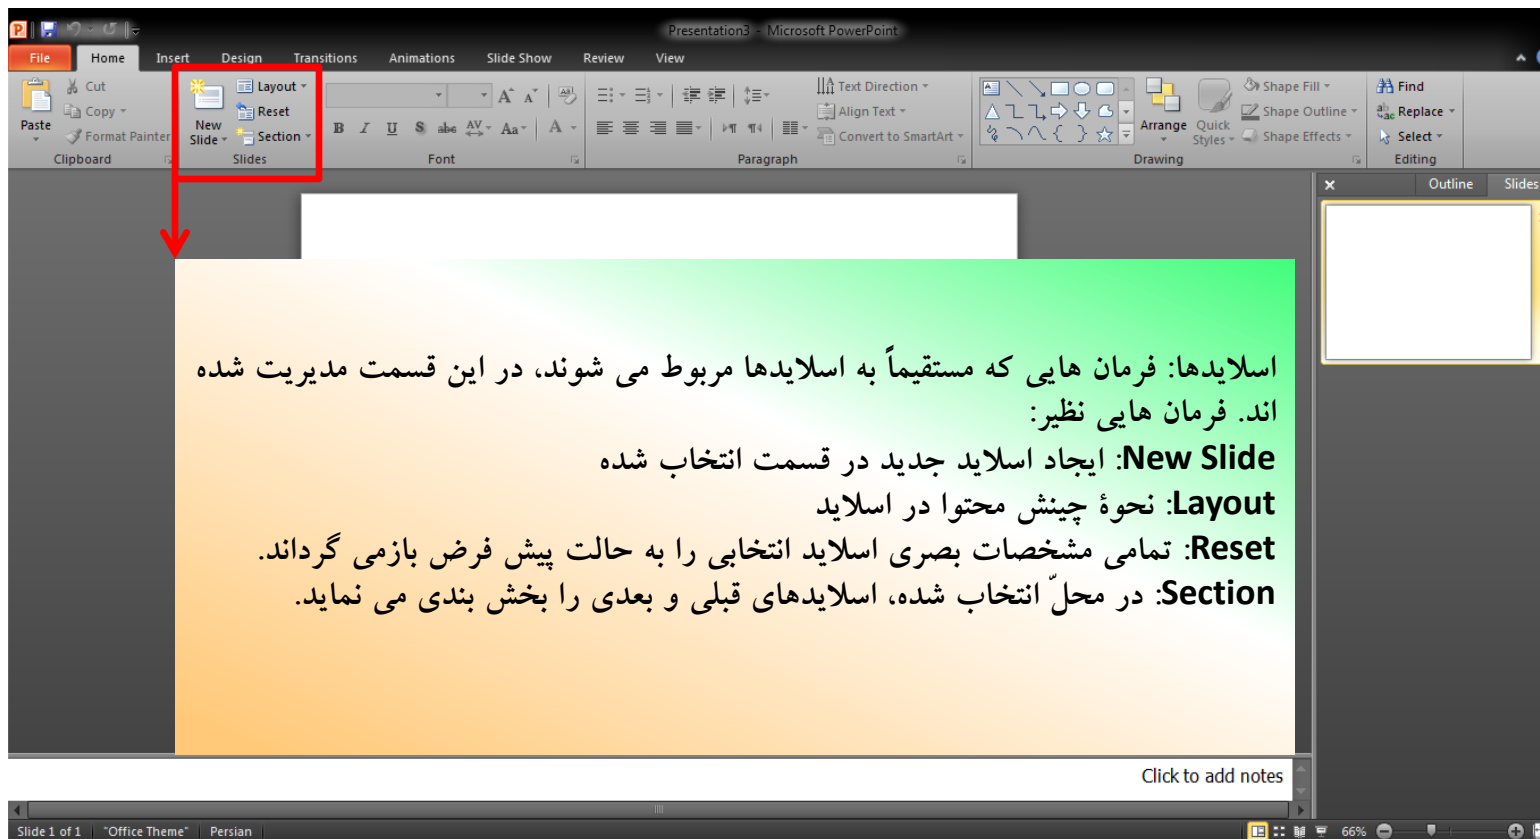 Presentation3 - Microsoft PowerPoint
File Home Insert Design Transitions Animations Slide Show Review View
Paste
Cut
Copy
Format Painter
Clipboard
New Slide
Layout
Reset
Section
Slides
B I U S abc AV Aa A
Font
Text Direction
Align Text
Convert to SmartArt
Paragraph
Arrange
Quick Styles
Shape Fill
Shape Outline
Shape Effects
Drawing
Find
Replace
Select
Editing
Outline Slides
اسلایدها: فرمان هایی که مستقیماً به اسلایدها مربوط می شوند، در این قسمت مدیریت شده
اند. فرمان هایی نظیر:
New Slide: ایجاد اسلاید جدید در قسمت انتخاب شده
Layout: نحوۀ چینش محتوا در اسلاید
Reset: تمامی مشخصات بصری اسلاید انتخابی را به حالت پیش فرض بازمی گرداند.
Section: در محلّ انتخاب شده، اسلایدهای قبلی و بعدی را بخش بندی می نماید.
Click to add notes
Slide 1 of 1 "Office Theme" Persian 66%